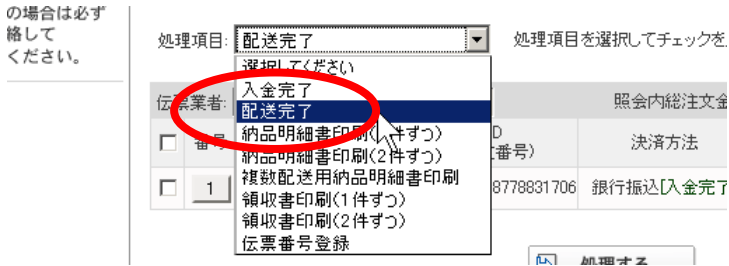 の場合は必ず
絡して
ください。
処理項目: 配送完了 処理項目を選択してチェックを
選択してください
入金完了
配送完了
納品明細書印刷(1件ずつ)
納品明細書印刷(2件ずつ)
複数配送用納品明細書印刷
領収書印刷(1件ずつ)
領収書印刷(2件ずつ)
伝票番号登録
伝票業者: 照会内総注文金
番号 D
文番号) 決済方法
1 8778831706 銀行振込[入金完了
処理する